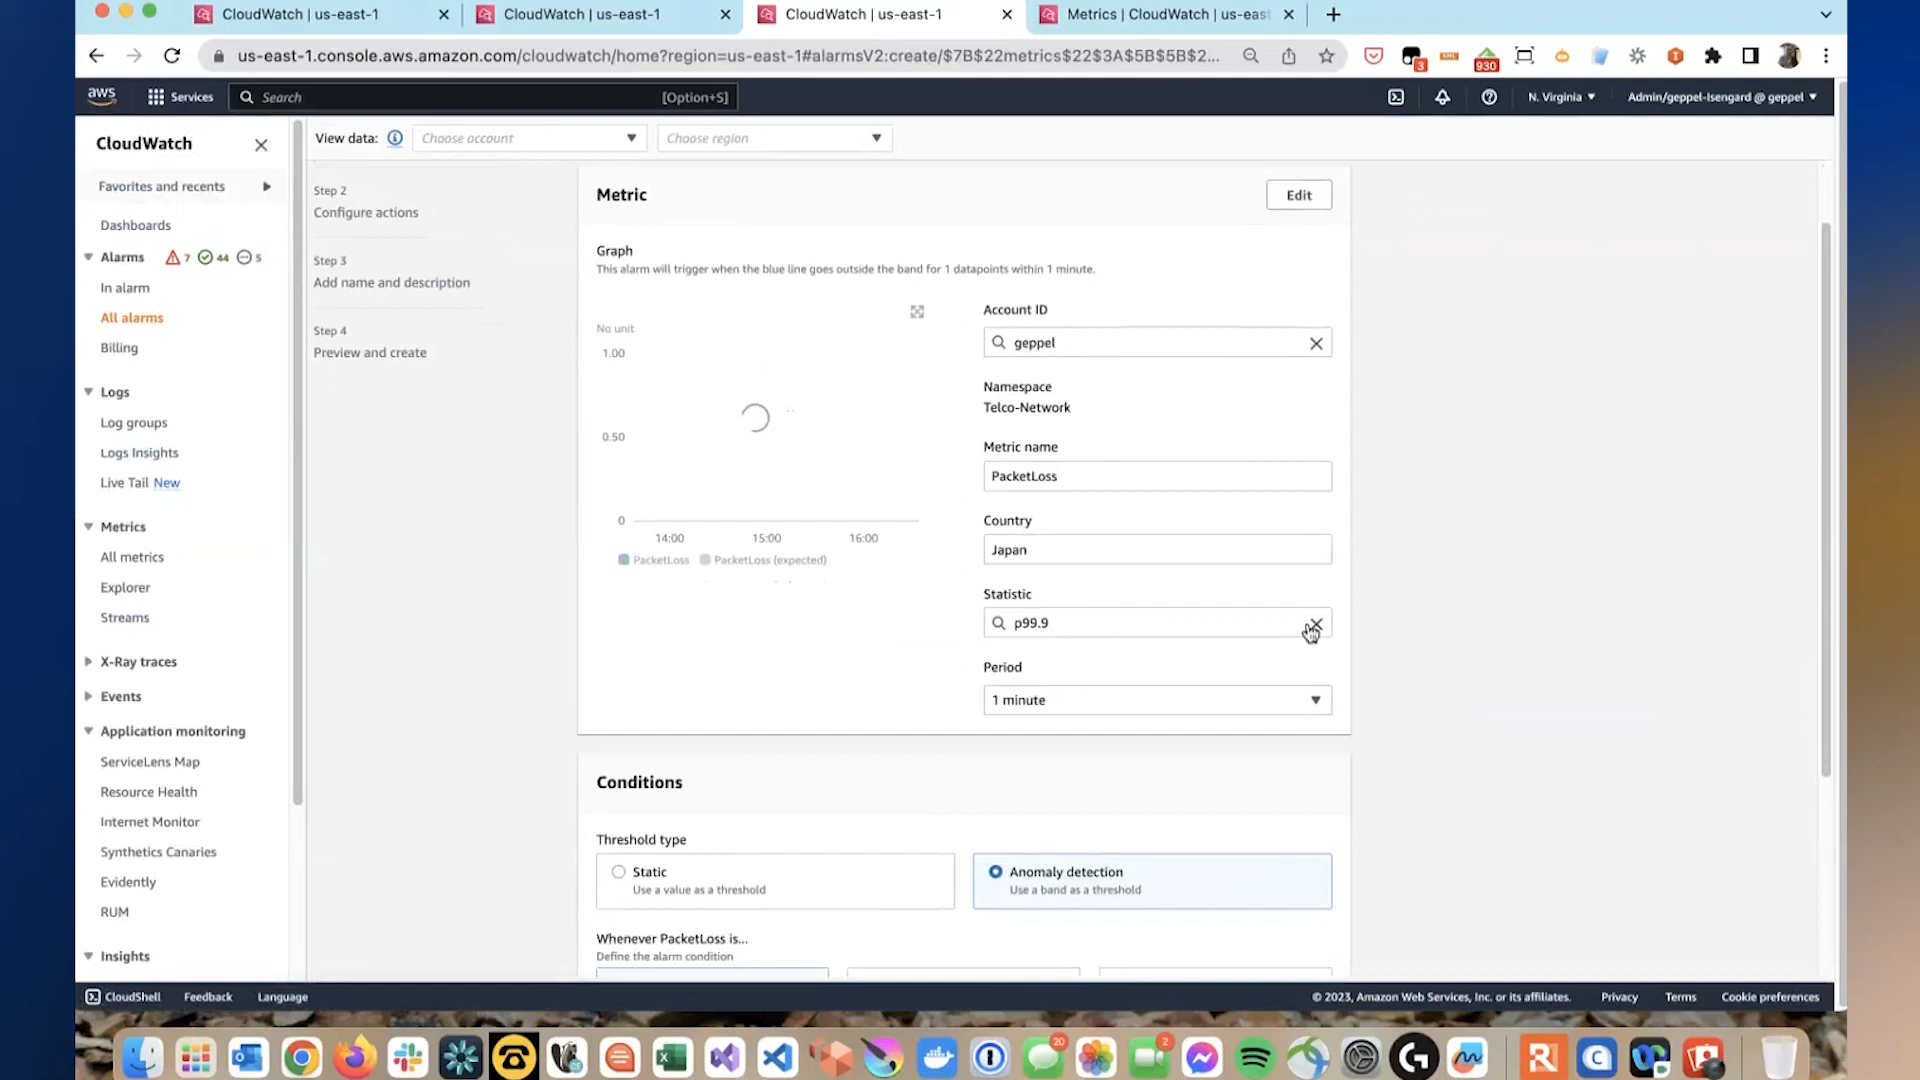 CloudWatch | us-east-1
CloudWatch | us-east-1
CloudWatch | us-east-1
Metrics | CloudWatch | us-eas
us-east-1.console.aws.amazon.com/cloudwatch/home?region=us-east-1#alarmsV2:create/$7B$22metrics$22$3A$5B$5B$2...
3
930
aws
Services
Search
[Option+S]
N. Virginia
Admin/geppel-Isengard @ geppel
CloudWatch
Favorites and recents
Dashboards
Alarms 7 44 5
In alarm
All alarms
Billing
Logs
Log groups
Logs Insights
Live Tail New
Metrics
All metrics
Explorer
Streams
X-Ray traces
Events
Application monitoring
ServiceLens Map
Resource Health
Internet Monitor
Synthetics Canaries
Evidently
RUM
Insights
View data:
Choose account
Choose region
Step 2
Configure actions
Step 3
Add name and description
Step 4
Preview and create
Metric
Edit
Graph
This alarm will trigger when the blue line goes outside the band for 1 datapoints within 1 minute.
No unit
1.00
0.50
0
14:00
15:00
16:00
PacketLoss
PacketLoss (expected)
Account ID
geppel
Namespace
Telco-Network
Metric name
PacketLoss
Country
Japan
Statistic
p99.9
Period
1 minute
Conditions
Threshold type
Static
Use a value as a threshold
Anomaly detection
Use a band as a threshold
Whenever PacketLoss is...
Define the alarm condition
CloudShell
Feedback
Language
© 2023, Amazon Web Services, Inc. or its affiliates.
Privacy
Terms
Cookie preferences
20
2